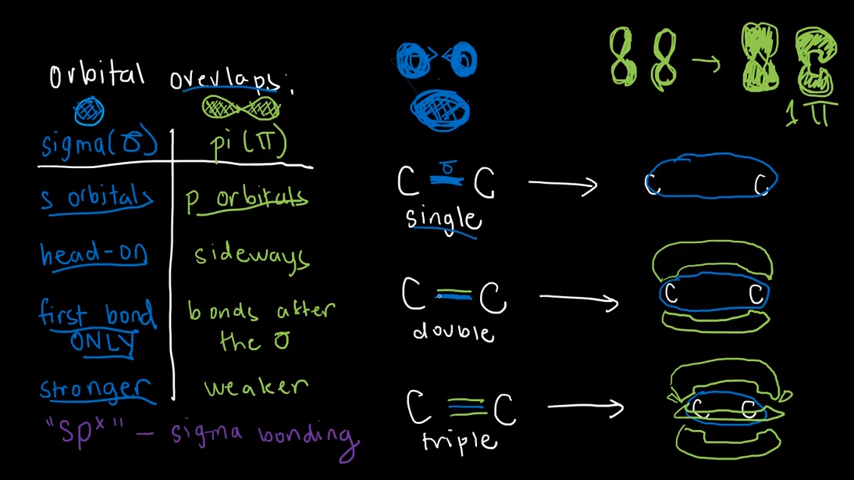 orbital overlaps:
sigma(σ) pi(π)
s orbitals p orbitals
head-on sideways
first bond ONLY bonds after the σ
stronger weaker
"spˣ" - sigma bonding
1π
C σ C
single
C C
C = C
double
C C
C ≡ C
triple
C C